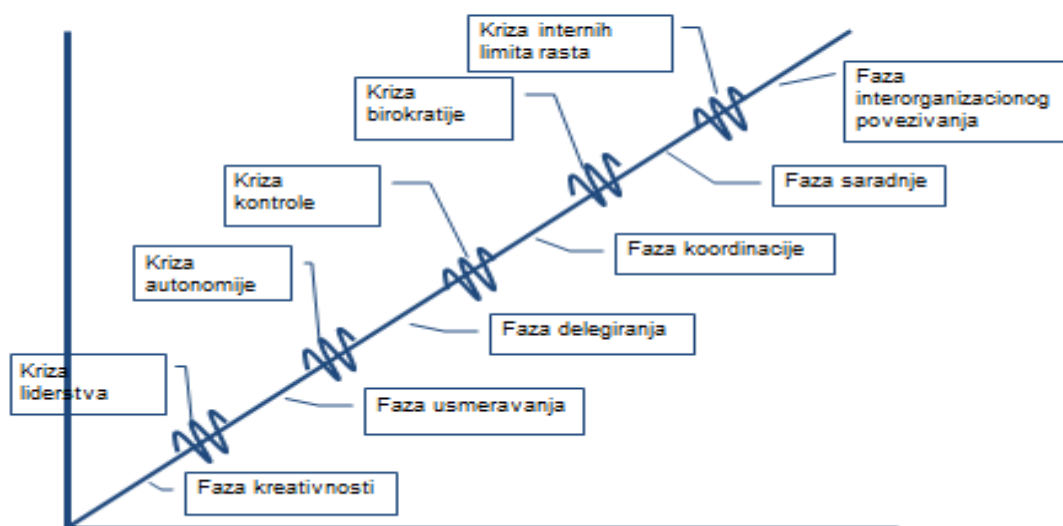 Kriza internih
limita rasta
Faza
interorganizacionog
povezivanja
Kriza
birokratije
Faza saradnje
Kriza
kontrole
Faza koordinacije
Kriza
autonomije
Faza delegiranja
Kriza
liderstva
Faza usmeravanja
Faza kreativnosti